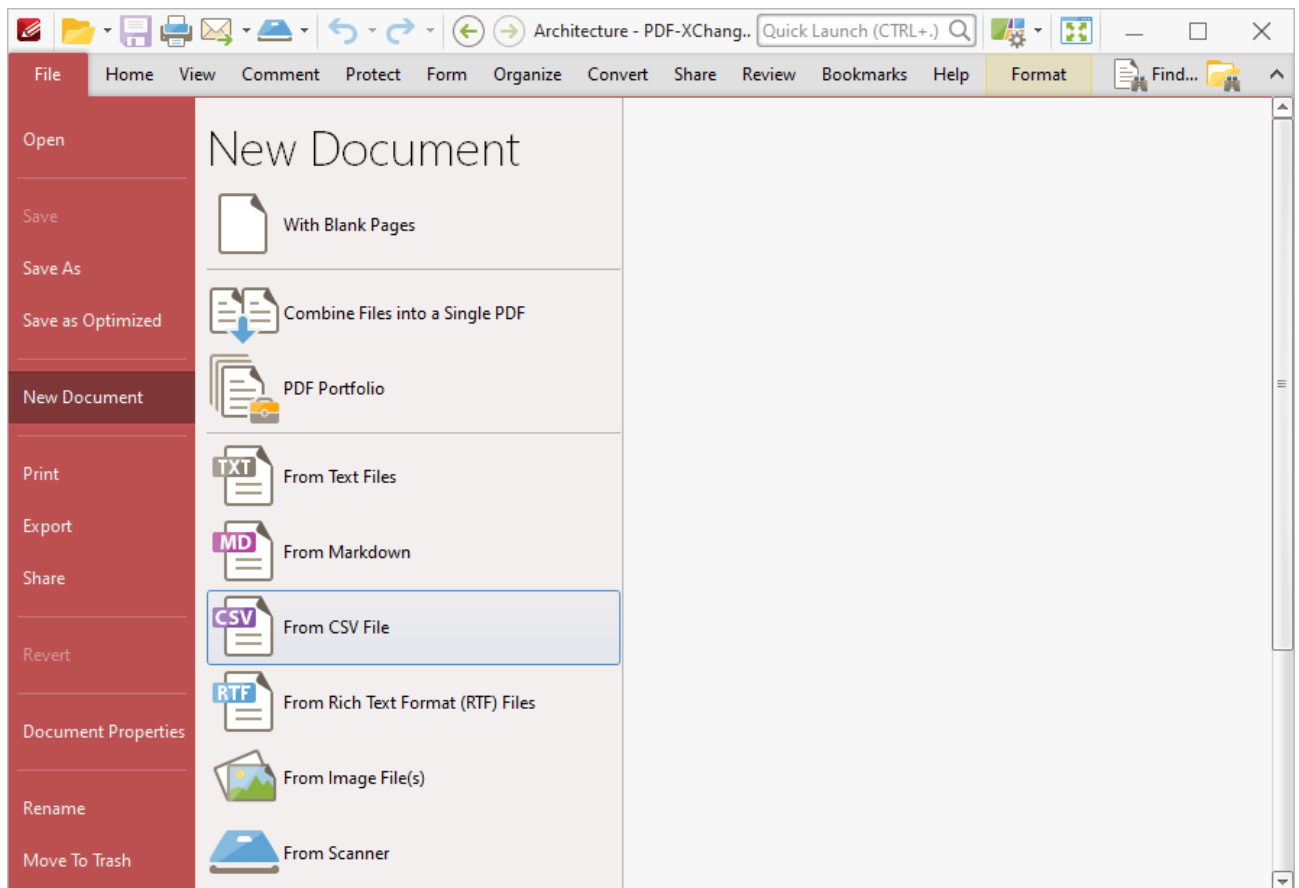 Architecture - PDF-XChang.. Quick Launch (CTRL+.)
File Home View Comment Protect Form Organize Convert Share Review Bookmarks Help Format Find...
Open
Save
Save As
Save as Optimized
New Document
Print
Export
Share
Revert
Document Properties
Rename
Move To Trash
New Document
With Blank Pages
Combine Files into a Single PDF
PDF Portfolio
TXT From Text Files
MD From Markdown
CSV From CSV File
RTF From Rich Text Format (RTF) Files
From Image File(s)
From Scanner